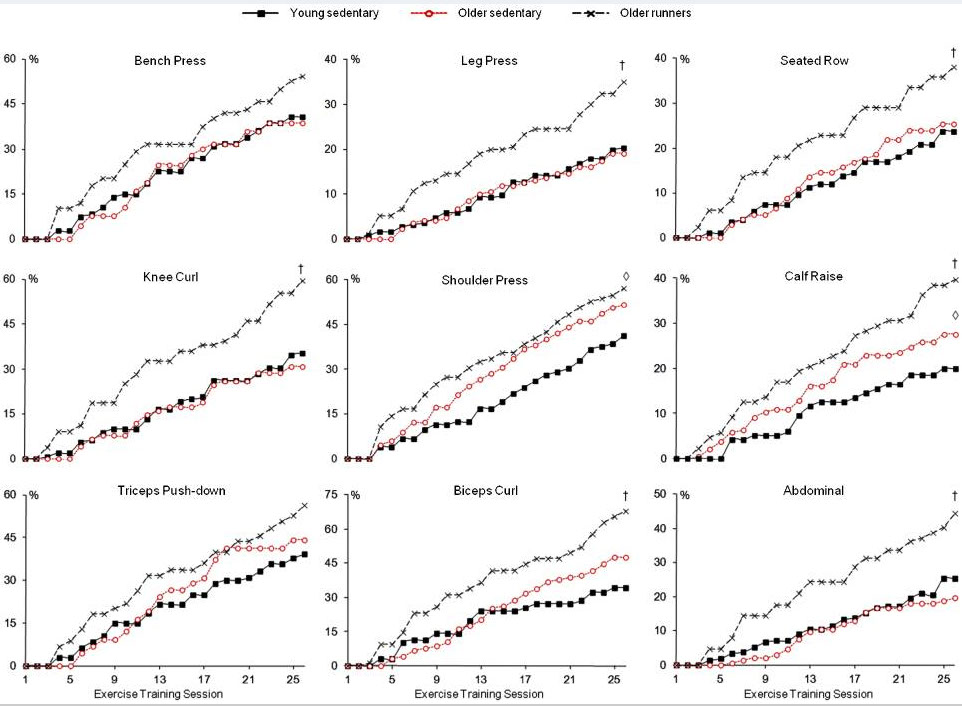 Young sedentary Older sedentary Older runners
60 % Bench Press
45
30
15
0
40 % Leg Press †
30
20
10
0
40 % Seated Row †
30
20
10
0
60 % Knee Curl †
45
30
15
0
60 % Shoulder Press ◊
45
30
15
0
40 % Calf Raise †
30 ◊
20
10
0
60 % Triceps Push-down
45
30
15
0
1 5 9 13 17 21 25
Exercise Training Session
75 % Biceps Curl †
60
45
30
15
0
1 5 9 13 17 21 25
Exercise Training Session
50 % Abdominal †
40
30
20
10
0
1 5 9 13 17 21 25
Exercise Training Session